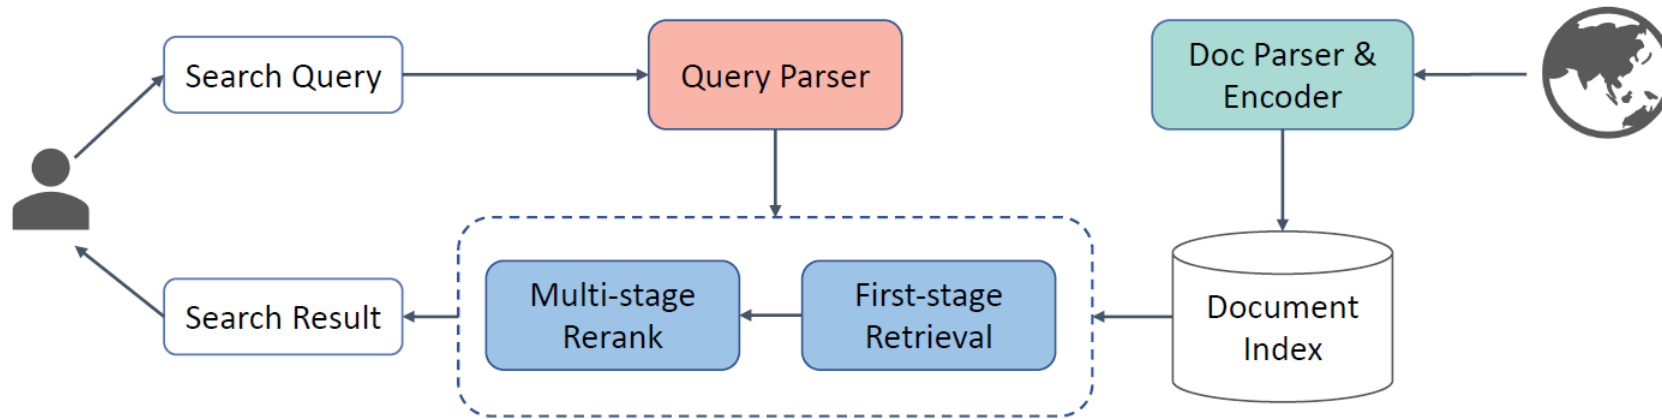 Search Query
Query Parser
Doc Parser &
Encoder
Search Result
Multi-stage
Rerank
First-stage
Retrieval
Document
Index